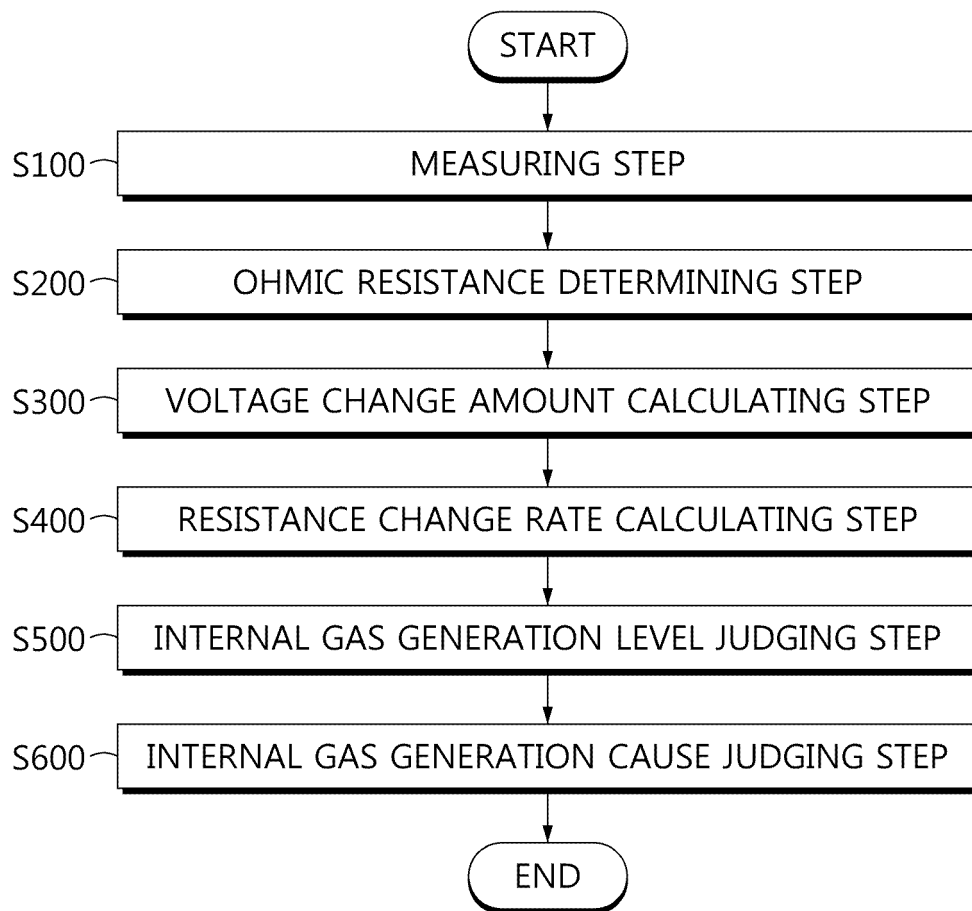 START
S100 MEASURING STEP
S200 OHMIC RESISTANCE DETERMINING STEP
S300 VOLTAGE CHANGE AMOUNT CALCULATING STEP
S400 RESISTANCE CHANGE RATE CALCULATING STEP
S500 INTERNAL GAS GENERATION LEVEL JUDGING STEP
S600 INTERNAL GAS GENERATION CAUSE JUDGING STEP
END